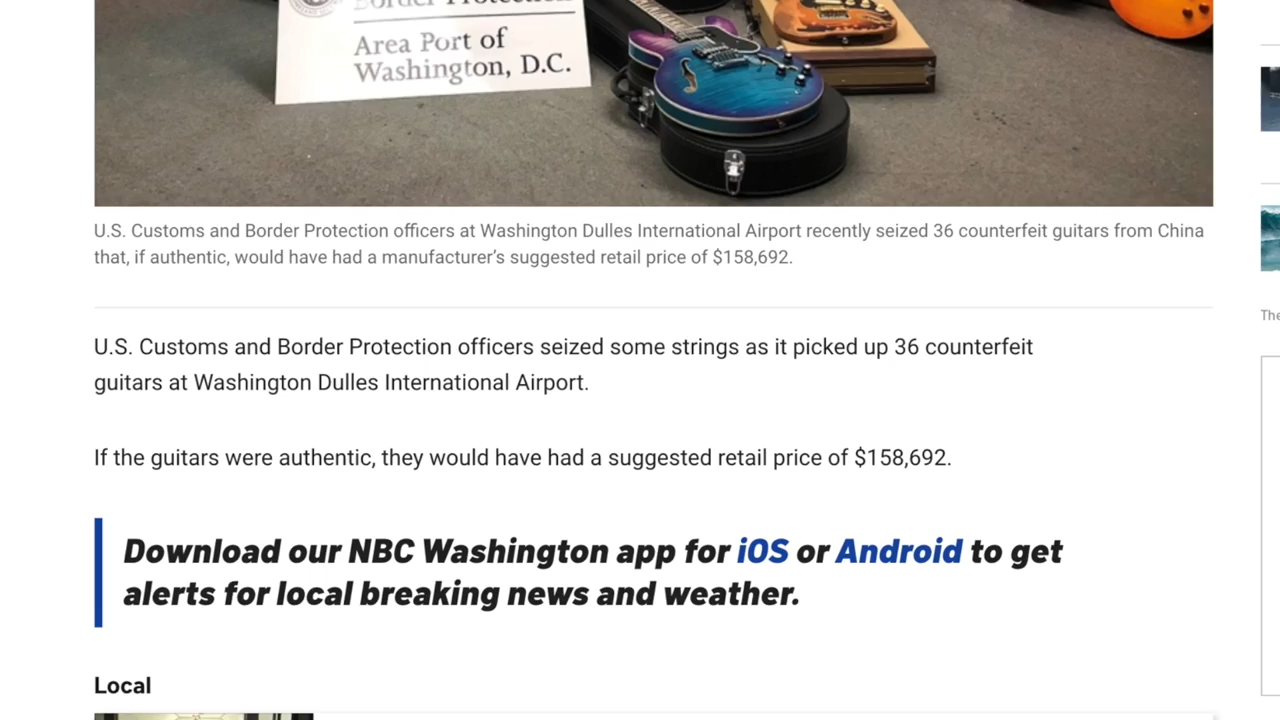 Border Protection
Area Port of
Washington, D.C.
U.S. Customs and Border Protection officers at Washington Dulles International Airport recently seized 36 counterfeit guitars from China
that, if authentic, would have had a manufacturer’s suggested retail price of $158,692.
U.S. Customs and Border Protection officers seized some strings as it picked up 36 counterfeit
guitars at Washington Dulles International Airport.
If the guitars were authentic, they would have had a suggested retail price of $158,692.
Download our NBC Washington app for iOS or Android to get
alerts for local breaking news and weather.
Local
The